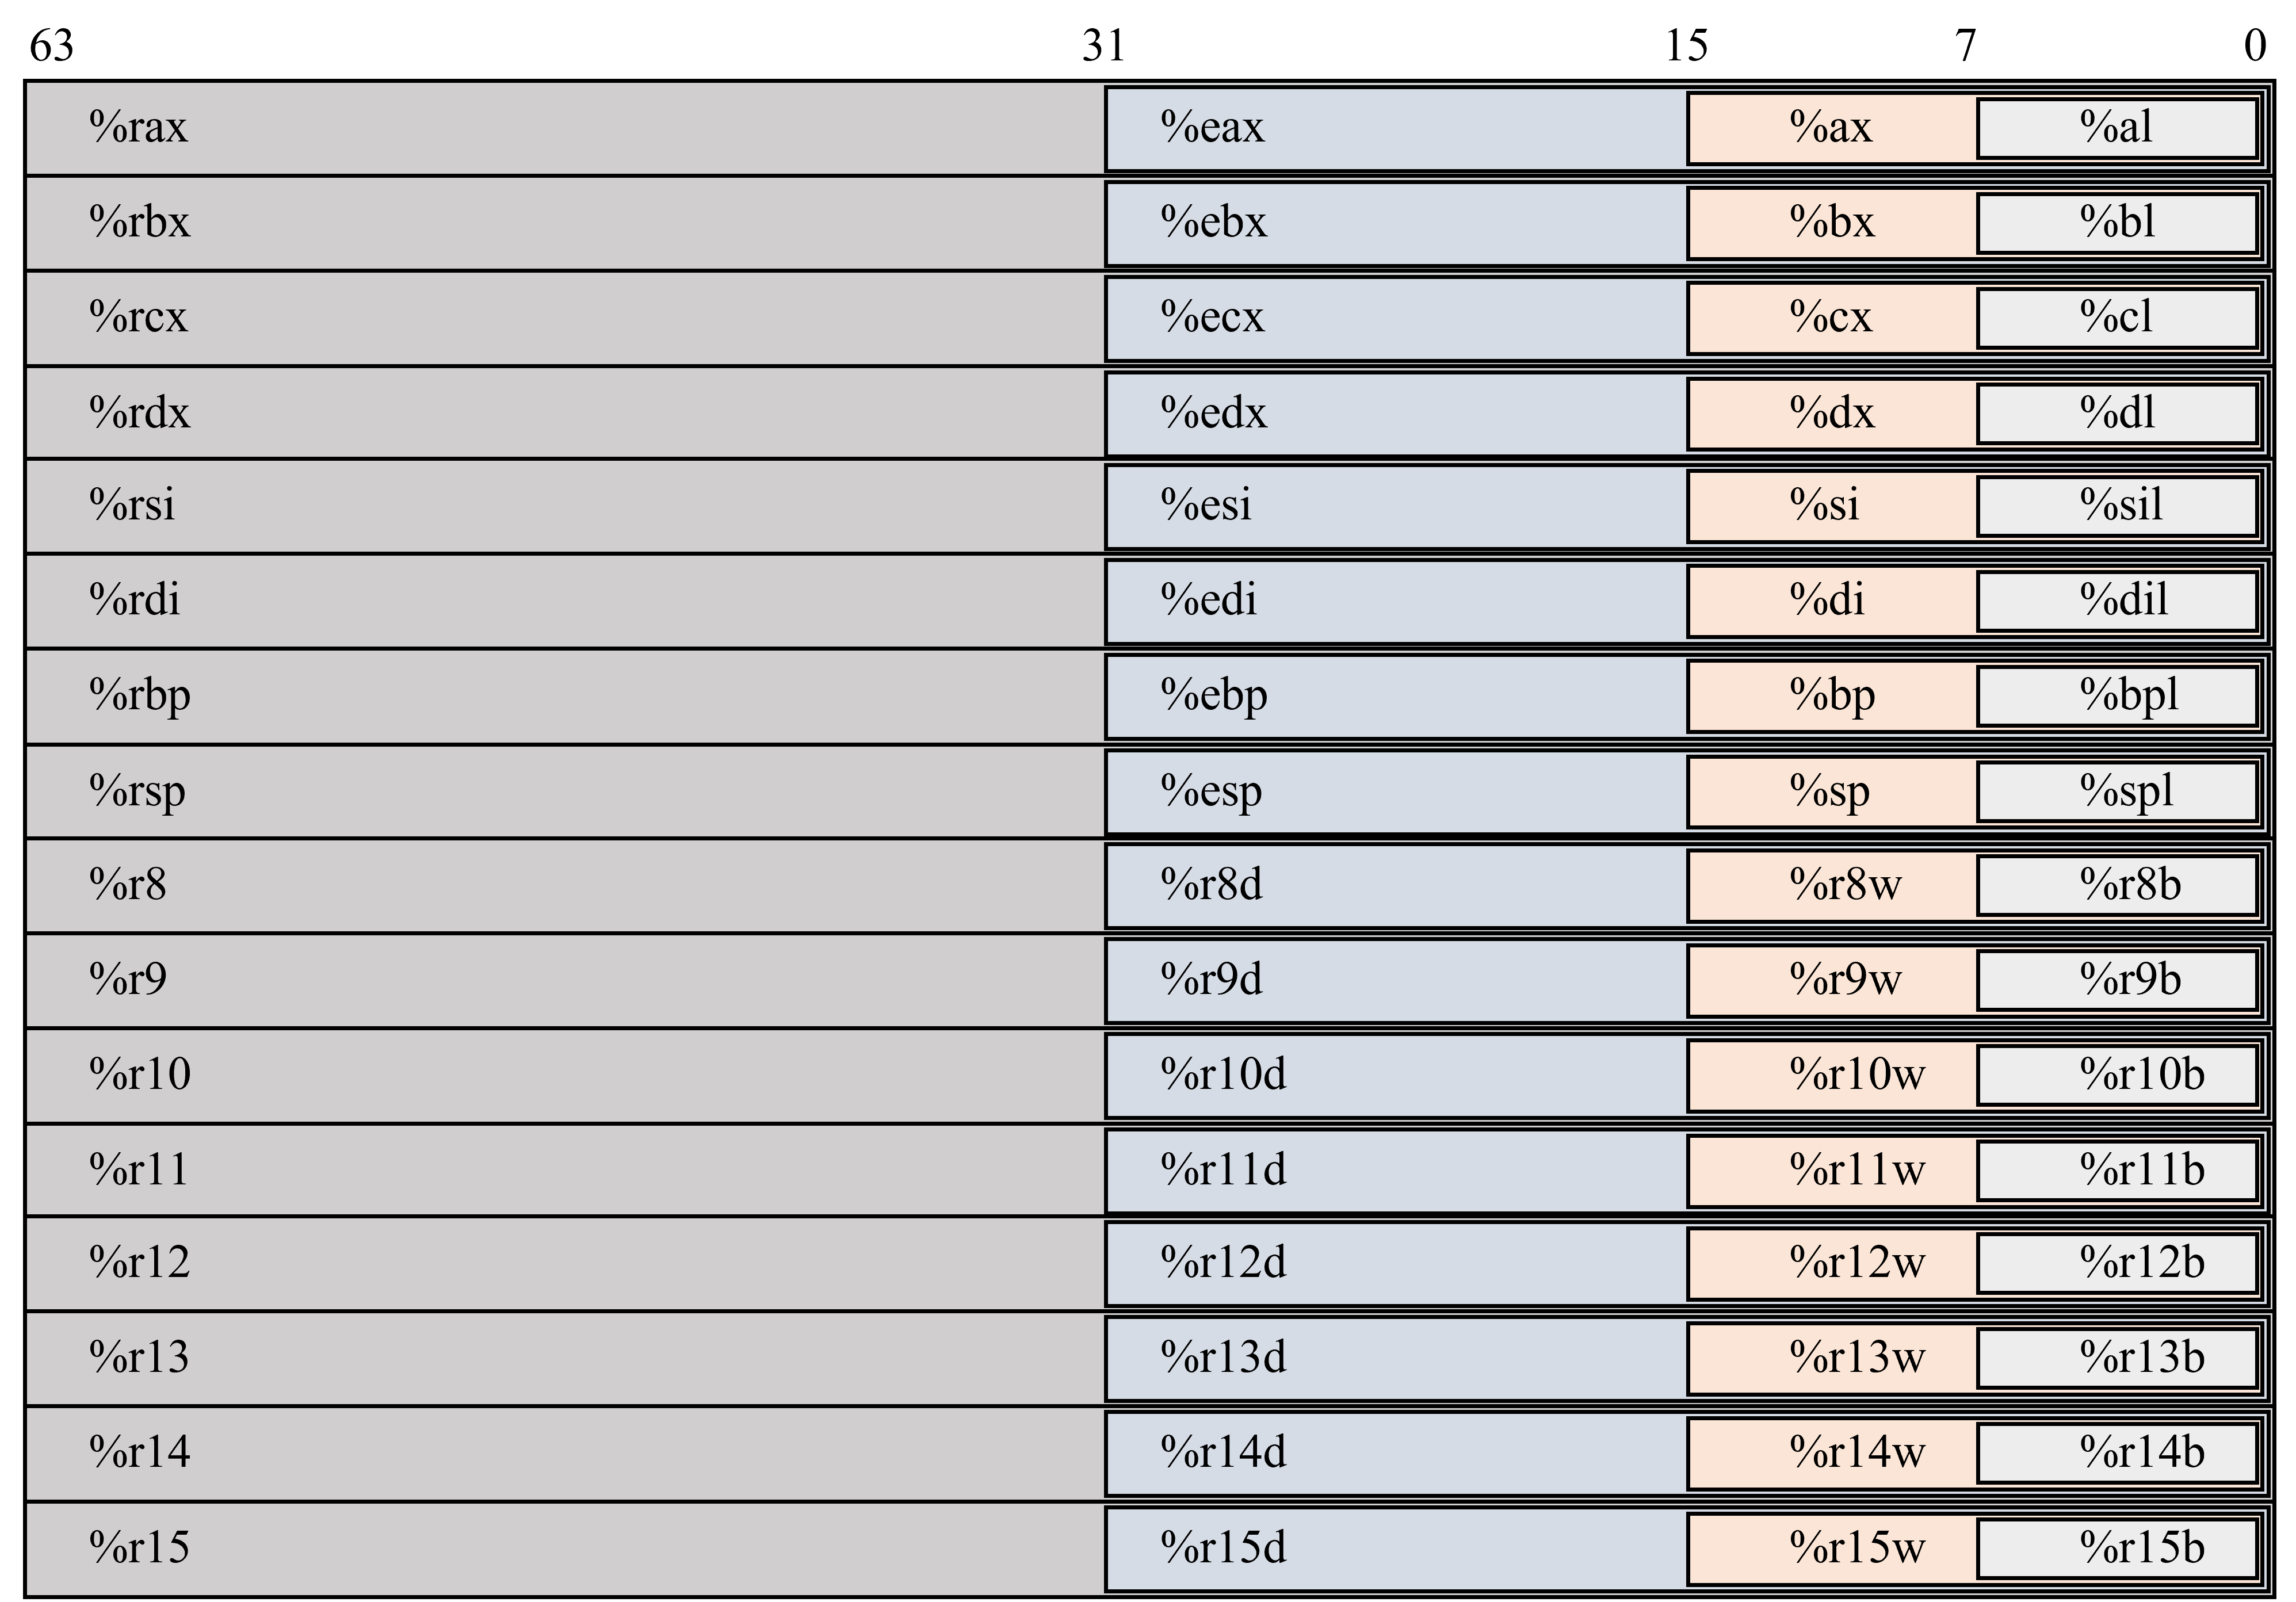 63 31 15 7 0
%rax %eax %ax %al
%rbx %ebx %bx %bl
%rcx %ecx %cx %cl
%rdx %edx %dx %dl
%rsi %esi %si %sil
%rdi %edi %di %dil
%rbp %ebp %bp %bpl
%rsp %esp %sp %spl
%r8 %r8d %r8w %r8b
%r9 %r9d %r9w %r9b
%r10 %r10d %r10w %r10b
%r11 %r11d %r11w %r11b
%r12 %r12d %r12w %r12b
%r13 %r13d %r13w %r13b
%r14 %r14d %r14w %r14b
%r15 %r15d %r15w %r15b